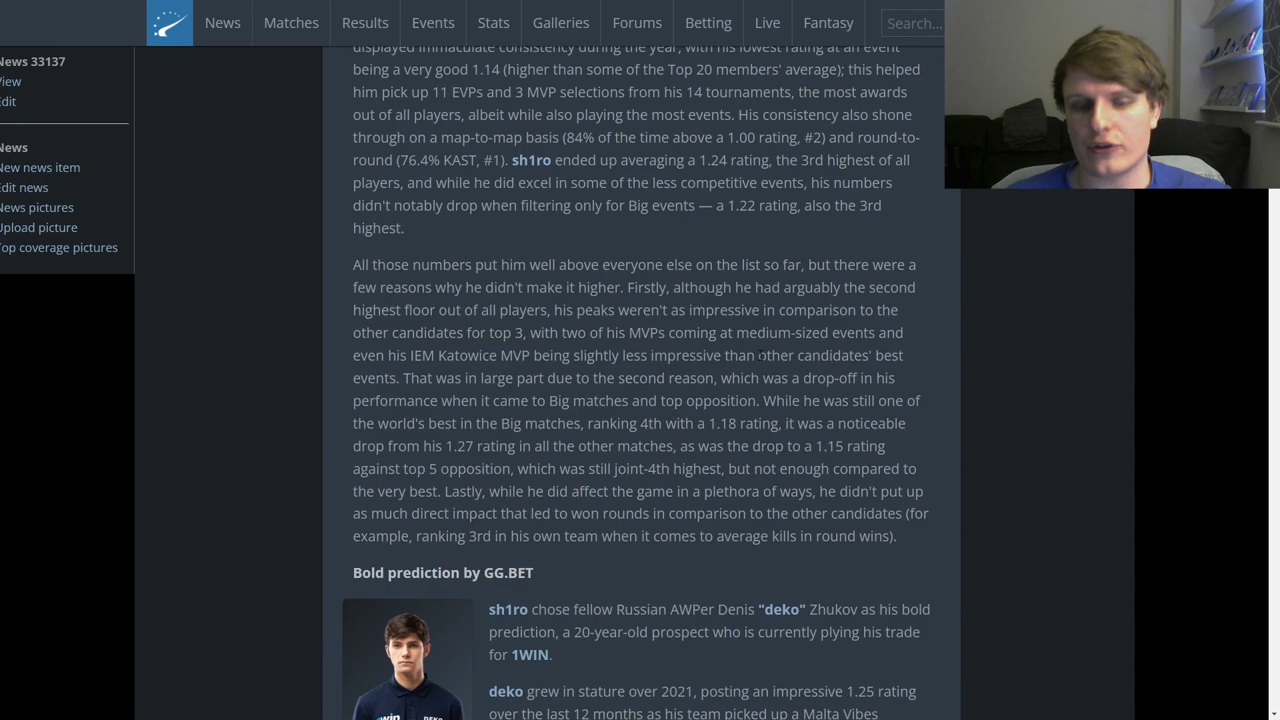 News Matches Results Events Stats Galleries Forums Betting Live Fantasy Search...
News 33137
View
Edit
News
New news item
Edit news
News pictures
Upload picture
Top coverage pictures
displayed immaculate consistency during the year, with his lowest rating at an event
being a very good 1.14 (higher than some of the Top 20 members' average); this helped
him pick up 11 EVPs and 3 MVP selections from his 14 tournaments, the most awards
out of all players, albeit while also playing the most events. His consistency also shone
through on a map-to-map basis (84% of the time above a 1.00 rating, #2) and round-to-
round (76.4% KAST, #1). sh1ro ended up averaging a 1.24 rating, the 3rd highest of all
players, and while he did excel in some of the less competitive events, his numbers
didn't notably drop when filtering only for Big events — a 1.22 rating, also the 3rd
highest.
All those numbers put him well above everyone else on the list so far, but there were a
few reasons why he didn't make it higher. Firstly, although he had arguably the second
highest floor out of all players, his peaks weren't as impressive in comparison to the
other candidates for top 3, with two of his MVPs coming at medium-sized events and
even his IEM Katowice MVP being slightly less impressive than other candidates' best
events. That was in large part due to the second reason, which was a drop-off in his
performance when it came to Big matches and top opposition. While he was still one of
the world's best in the Big matches, ranking 4th with a 1.18 rating, it was a noticeable
drop from his 1.27 rating in all the other matches, as was the drop to a 1.15 rating
against top 5 opposition, which was still joint-4th highest, but not enough compared to
the very best. Lastly, while he did affect the game in a plethora of ways, he didn't put up
as much direct impact that led to won rounds in comparison to the other candidates (for
example, ranking 3rd in his own team when it comes to average kills in round wins).
Bold prediction by GG.BET
sh1ro chose fellow Russian AWPer Denis "deko" Zhukov as his bold
prediction, a 20-year-old prospect who is currently plying his trade
for 1WIN.
deko grew in stature over 2021, posting an impressive 1.25 rating
over the last 12 months as his team picked up a Malta Vibes